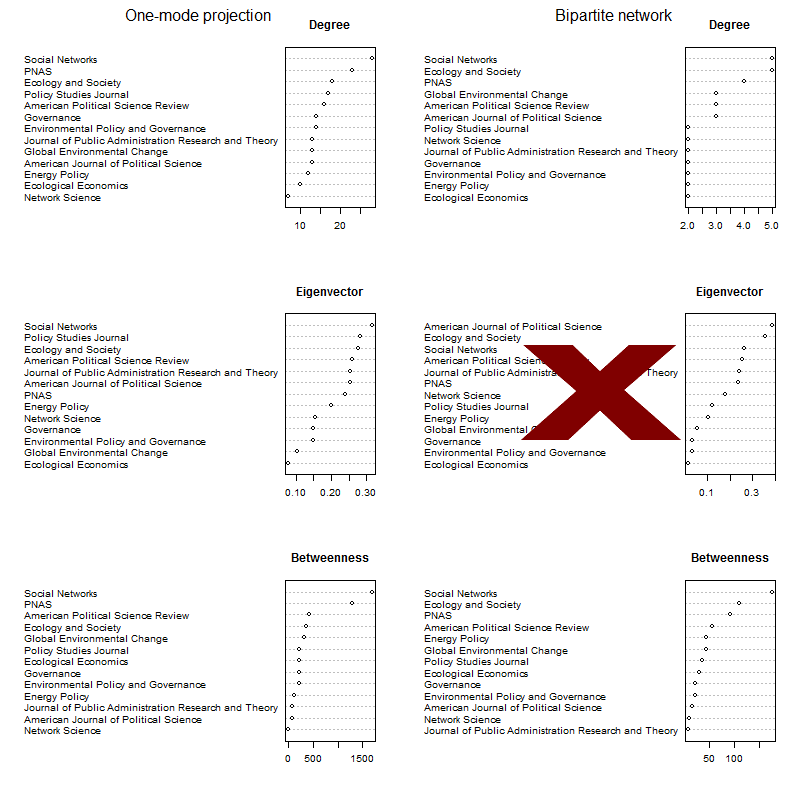 One-mode projection
Bipartite network
Degree
Social Networks
PNAS
Ecology and Society
Policy Studies Journal
American Political Science Review
Governance
Environmental Policy and Governance
Journal of Public Administration Research and Theory
Global Environmental Change
American Journal of Political Science
Energy Policy
Ecological Economics
Network Science
10 20
Degree
Social Networks
Ecology and Society
PNAS
Global Environmental Change
American Political Science Review
American Journal of Political Science
Policy Studies Journal
Network Science
Journal of Public Administration Research and Theory
Governance
Environmental Policy and Governance
Energy Policy
Ecological Economics
2.0 3.0 4.0 5.0
Eigenvector
Social Networks
Policy Studies Journal
Ecology and Society
American Political Science Review
Journal of Public Administration Research and Theory
American Journal of Political Science
PNAS
Energy Policy
Network Science
Governance
Environmental Policy and Governance
Global Environmental Change
Ecological Economics
0.10 0.20 0.30
Eigenvector
American Journal of Political Science
Ecology and Society
Social Networks
American Political
Journal of Public Administration Theory
PNAS
Network Science
Policy Studies Journal
Energy Policy
Global Environmental
Governance
Environmental Policy and Governance
Ecological Economics
0.1 0.3
Betweenness
Social Networks
PNAS
American Political Science Review
Ecology and Society
Global Environmental Change
Policy Studies Journal
Ecological Economics
Governance
Environmental Policy and Governance
Energy Policy
Journal of Public Administration Research and Theory
American Journal of Political Science
Network Science
0 500 1500
Betweenness
Social Networks
Ecology and Society
PNAS
American Political Science Review
Energy Policy
Global Environmental Change
Policy Studies Journal
Ecological Economics
Governance
Environmental Policy and Governance
American Journal of Political Science
Network Science
Journal of Public Administration Research and Theory
50 100